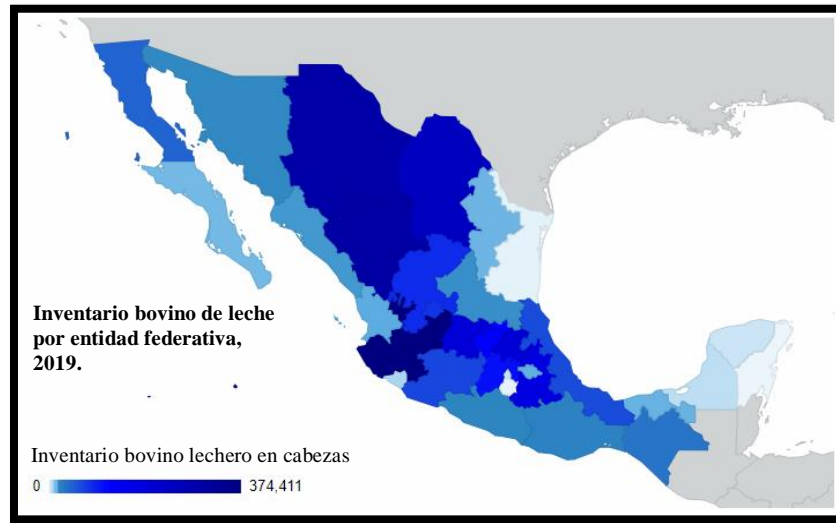 Inventario bovino de leche
por entidad federativa,
2019.
Inventario bovino lechero en cabezas
0 374,411